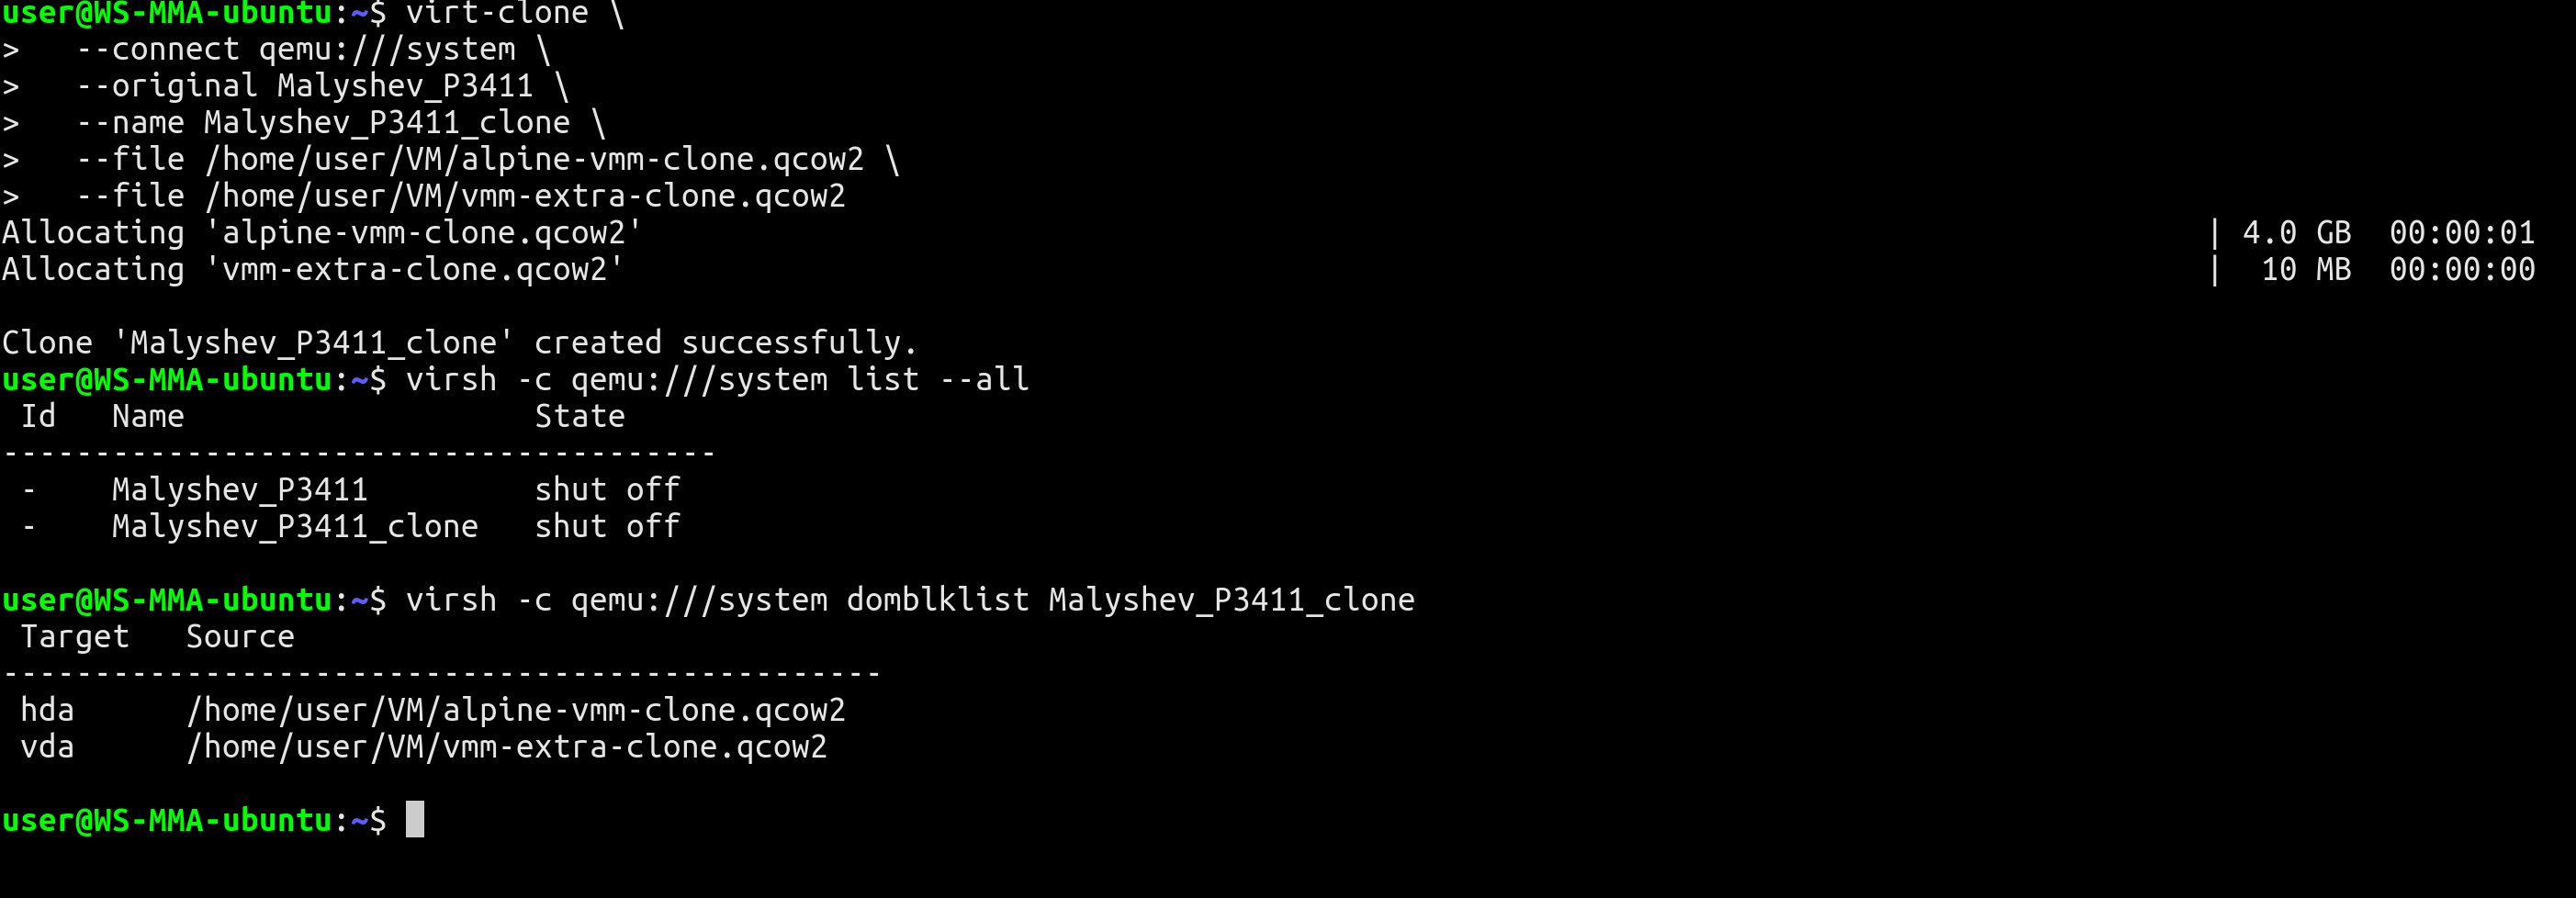 user@WS-MMA-ubuntu:~$ virt-clone \
>   --connect qemu:///system \
>   --original Malyshev_P3411 \
>   --name Malyshev_P3411_clone \
>   --file /home/user/VM/alpine-vmm-clone.qcow2 \
>   --file /home/user/VM/vmm-extra-clone.qcow2
Allocating 'alpine-vmm-clone.qcow2' | 4.0 GB  00:00:01
Allocating 'vmm-extra-clone.qcow2' |  10 MB  00:00:00
Clone 'Malyshev_P3411_clone' created successfully.
user@WS-MMA-ubuntu:~$ virsh -c qemu:///system list --all
 Id   Name                   State
---------------------------------------
 -    Malyshev_P3411         shut off
 -    Malyshev_P3411_clone   shut off
user@WS-MMA-ubuntu:~$ virsh -c qemu:///system domblklist Malyshev_P3411_clone
 Target   Source
------------------------------------------------
 hda      /home/user/VM/alpine-vmm-clone.qcow2
 vda      /home/user/VM/vmm-extra-clone.qcow2
user@WS-MMA-ubuntu:~$